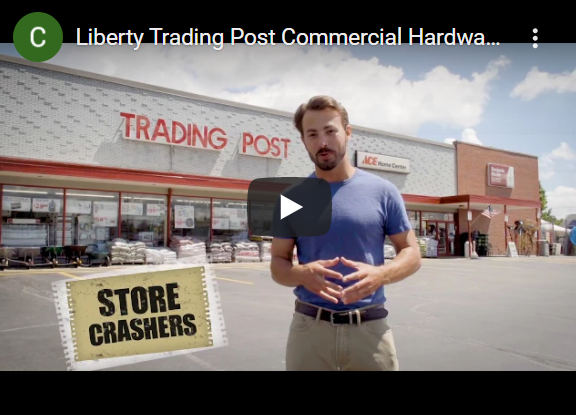 C
Liberty Trading Post Commercial Hardwa...
TRADING POST
ACE Home Center
STORE
CRASHERS